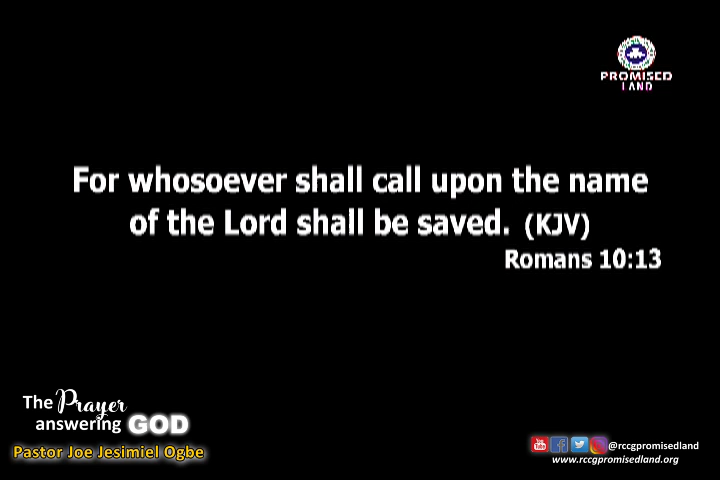 PROMISED
LAND
For whosoever shall call upon the name
of the Lord shall be saved. (KJV)
Romans 10:13
The Prayer
answering GOD
Pastor Joe Jesimiel Ogbe
@rccgpromisedland
www.rccgpromisedland.org